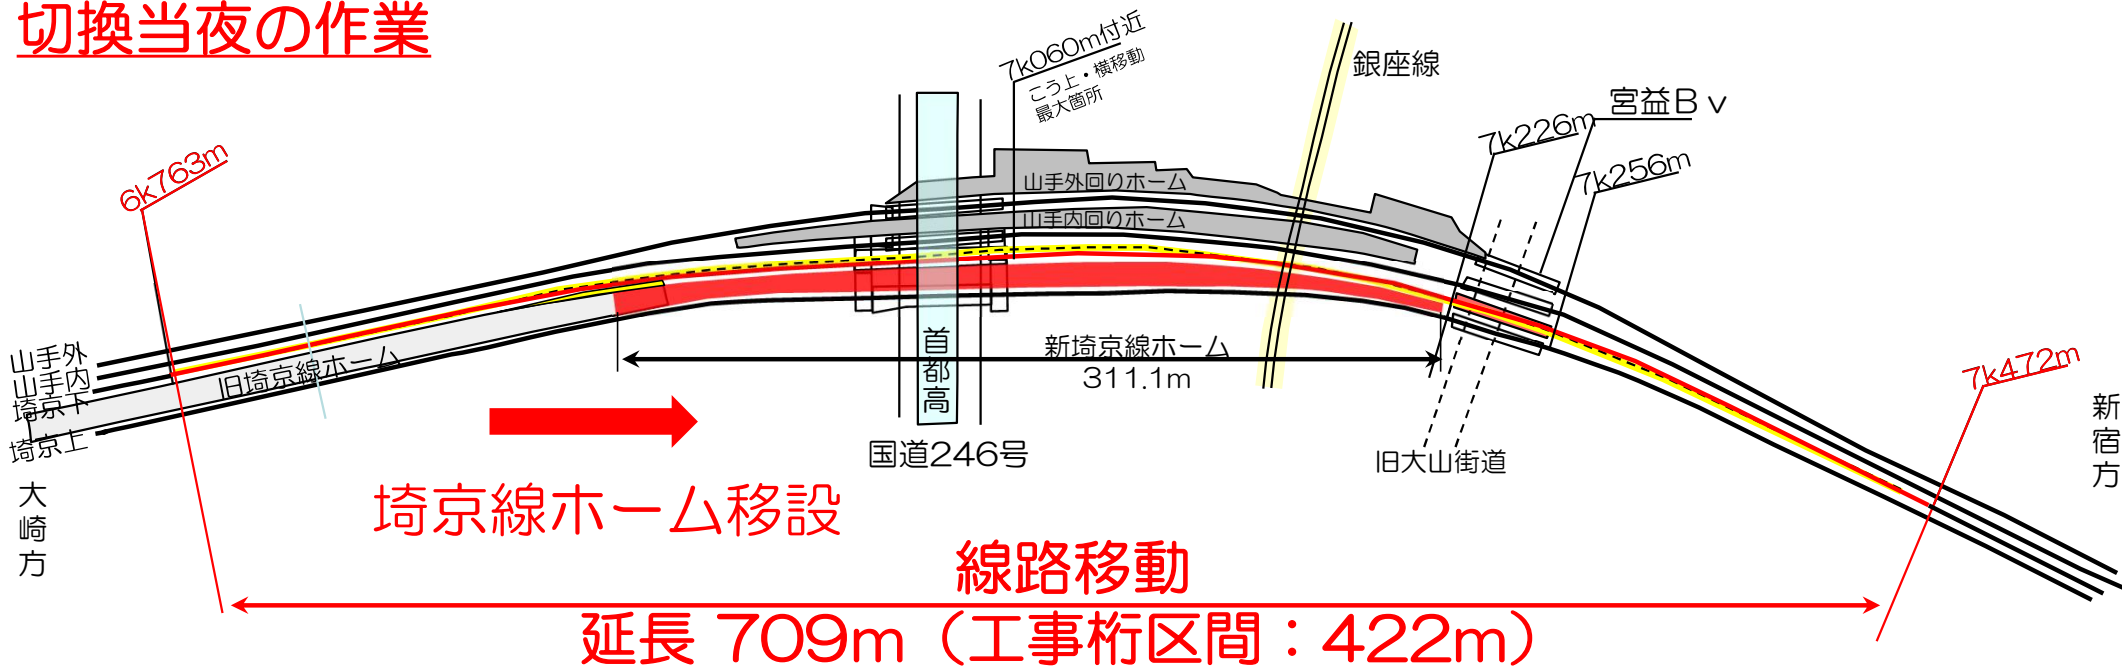 切換当夜の作業
7k060m付近
こう上・横移動
最大箇所
銀座線
宮益Bv
7k226m
7k256m
6k763m
山手外回りホーム
山手内回りホーム
首都高
新埼京線ホーム
311.1m
山手外
山手内
埼京下
埼京上
旧埼京線ホーム
7k472m
新宿方
国道246号
旧大山街道
大崎方
埼京線ホーム移設
線路移動
延長 709m（工事桁区間：422m）